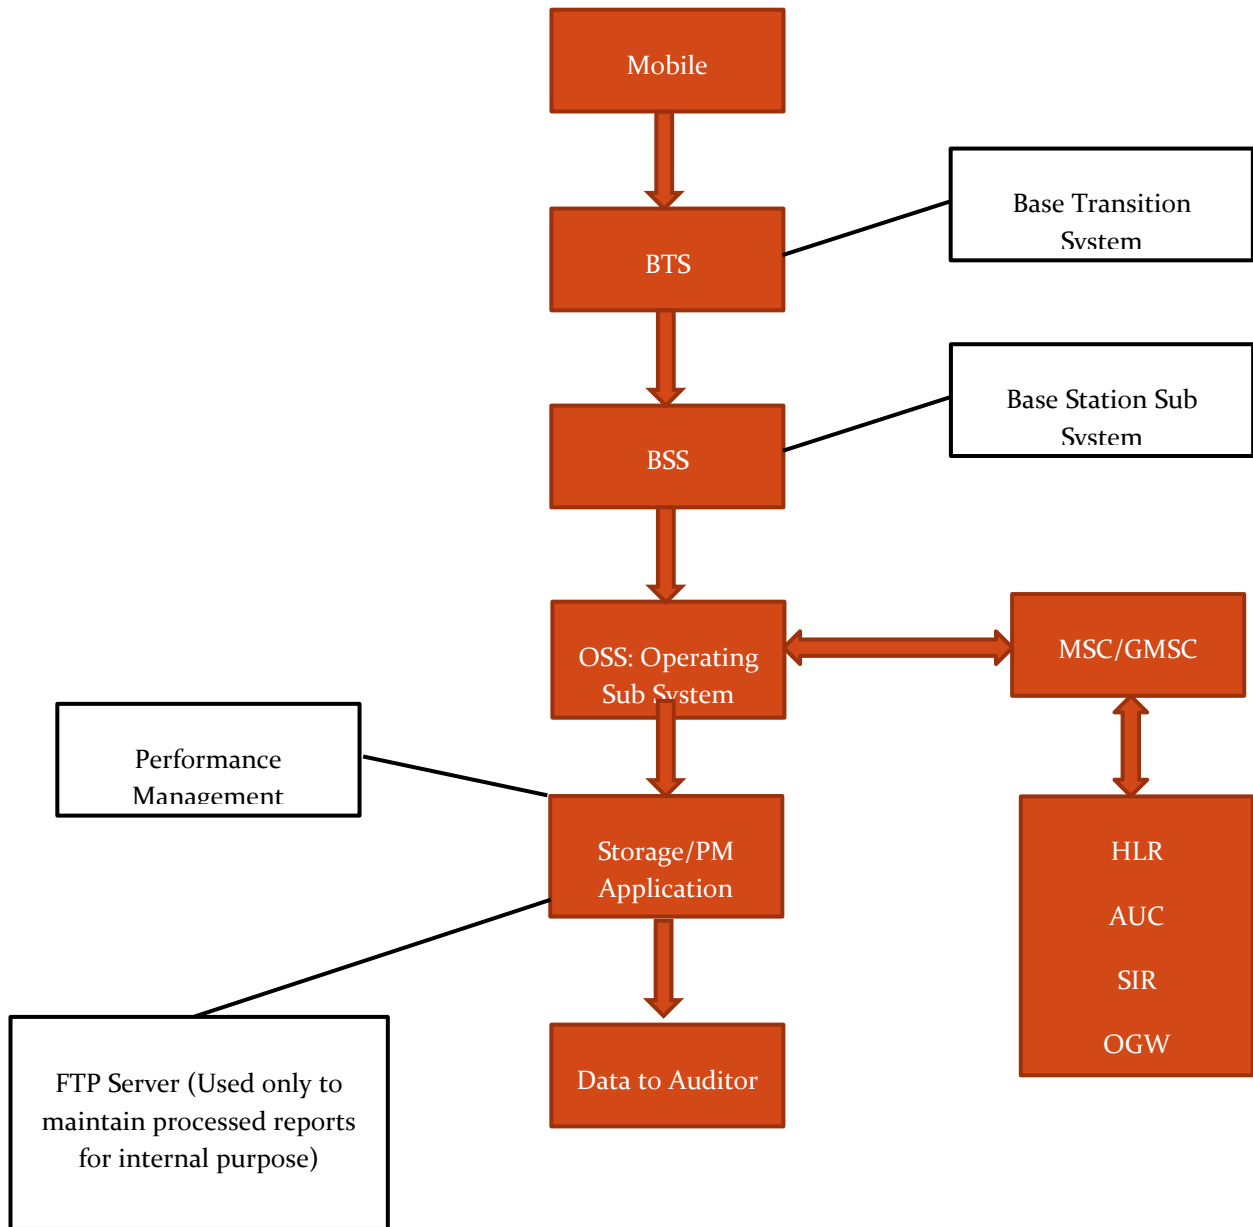 Mobile
Base Transition
System
BTS
Base Station Sub
System
BSS
OSS: Operating
Sub System
MSC/GMSC
Performance
Management
Storage/PM
Application
HLR
AUC
SIR
OGW
FTP Server (Used only to
maintain processed reports
for internal purpose)
Data to Auditor